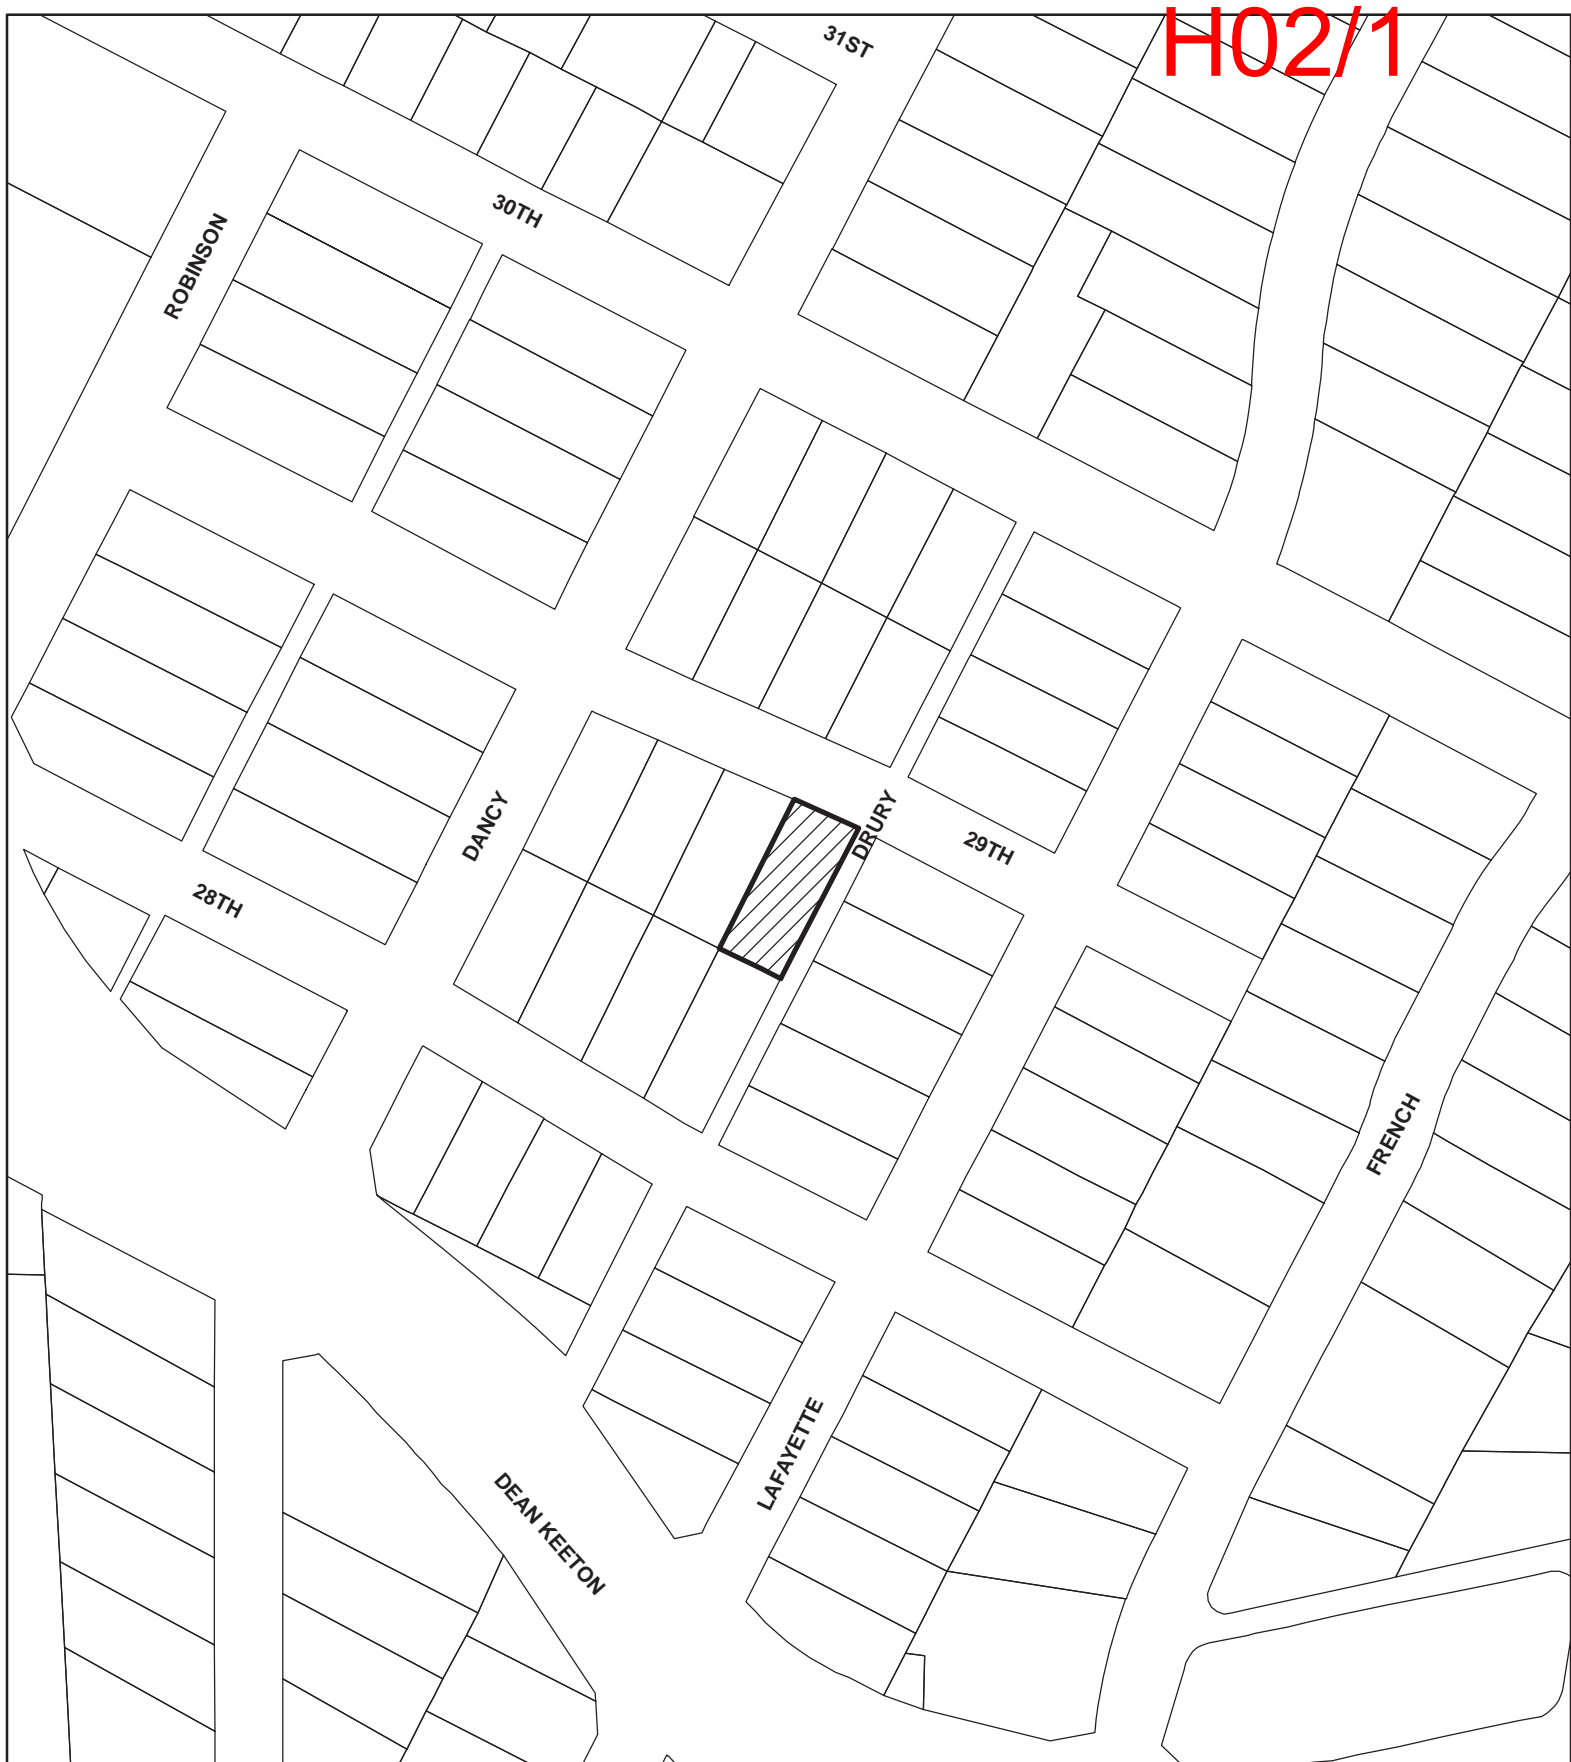 H02/1
31ST
30TH
ROBINSON
DANCY
DRURY
29TH
28TH
FRENCH
LAFAYETTE
DEAN KEETON